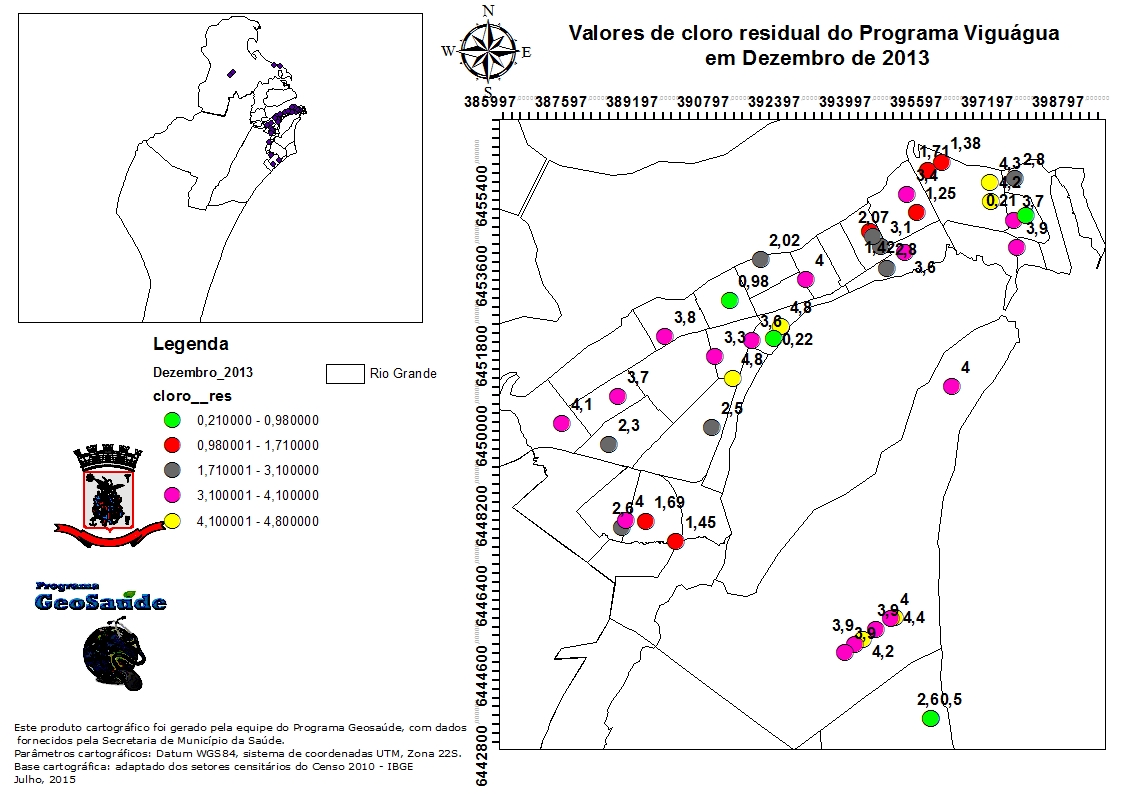 Valores de cloro residual do Programa Viguágua
em Dezembro de 2013
N
W
E
S
385997 387597 389197 390797 392397 393997 395597 397197 398797
6455400
6453600
6451800
6450000
6448200
6446400
6444600
6442800
1,71
1,38
4,3
2,8
3,4
4,2
1,25
0,21
3,7
2,07
3,1
3,9
1,42
2,8
2,02
4
3,6
0,98
4,8
3,8
3,6
3,3
0,22
4,8
4
3,7
4,1
2,5
2,3
2,6
4
1,69
1,45
4
3,9
4,4
3,9
3,9
4,2
2,6
0,5
Legenda
Dezembro_2013
Rio Grande
cloro__res
0,210000 - 0,980000
0,980001 - 1,710000
1,710001 - 3,100000
3,100001 - 4,100000
4,100001 - 4,800000
Programa
GeoSaúde
Este produto cartográfico foi gerado pela equipe do Programa Geosaúde, com dados
fornecidos pela Secretaria de Município da Saúde.
Parâmetros cartográficos: Datum WGS84, sistema de coordenadas UTM, Zona 22S.
Base cartográfica: adaptado dos setores censitários do Censo 2010 - IBGE
Julho, 2015